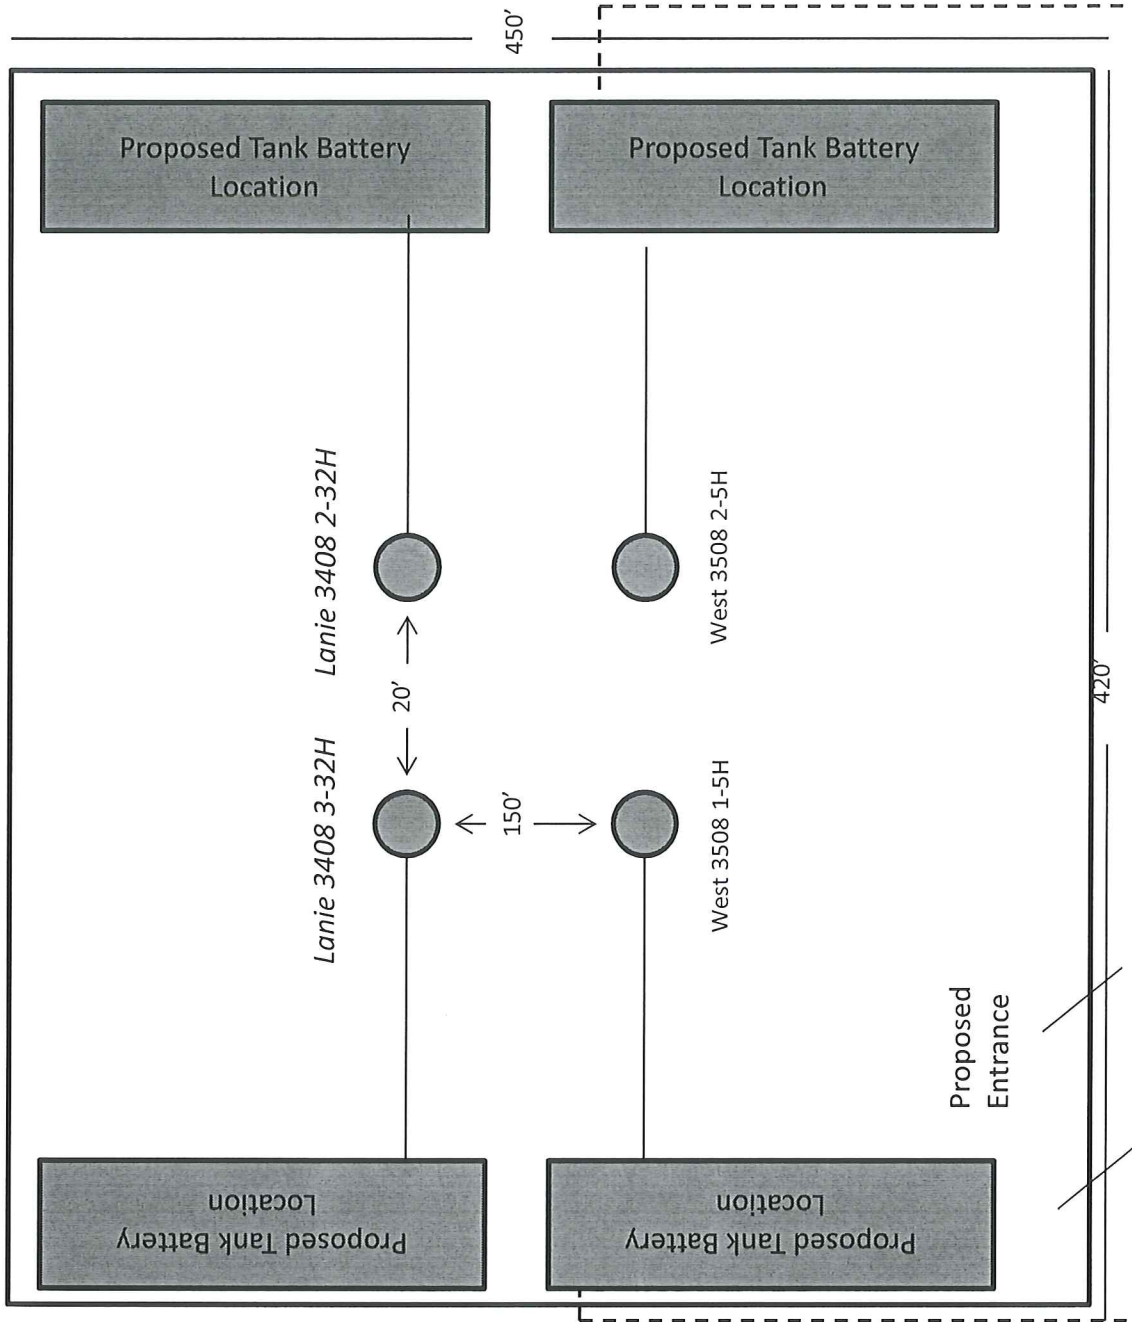 450'
Proposed Tank Battery
Location
Proposed Tank Battery
Location
Lanie 3408 3-32H
Lanie 3408 2-32H
20'
150'
West 3508 1-5H
West 3508 2-5H
Proposed Tank Battery
Location
Proposed Tank Battery
Location
Proposed
Entrance
420'